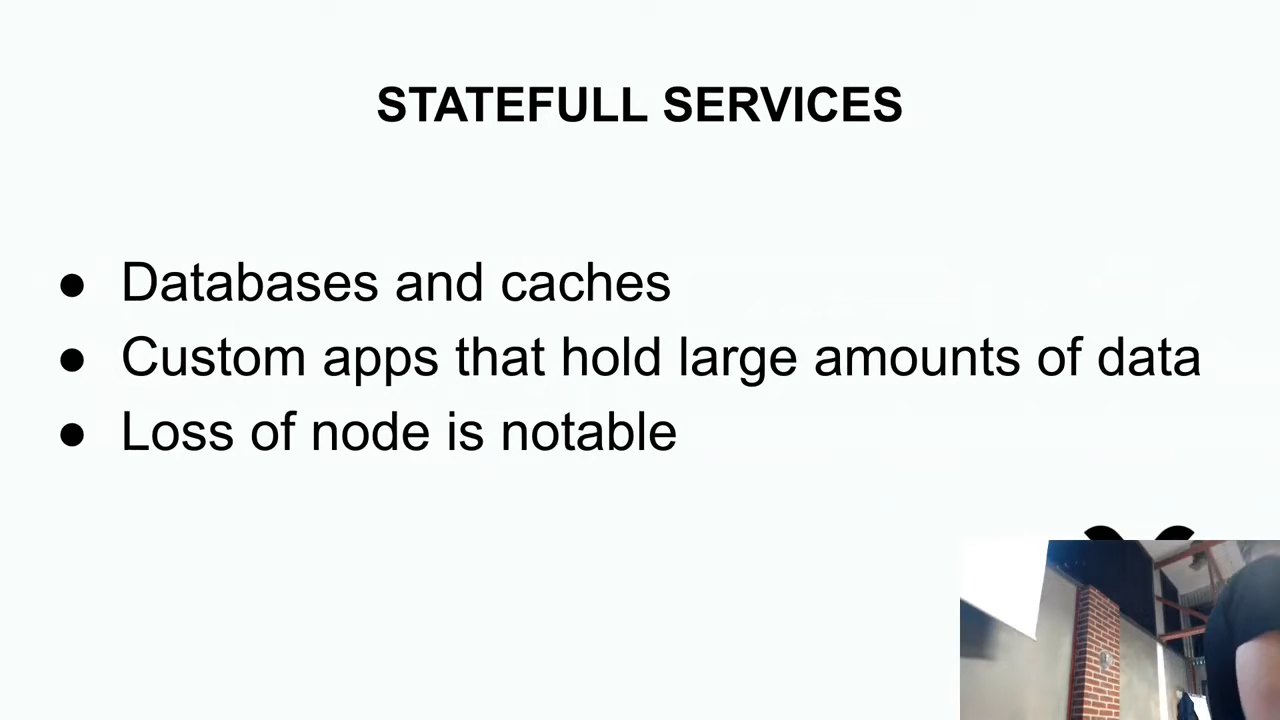 STATEFULL SERVICES
● Databases and caches
● Custom apps that hold large amounts of data
● Loss of node is notable